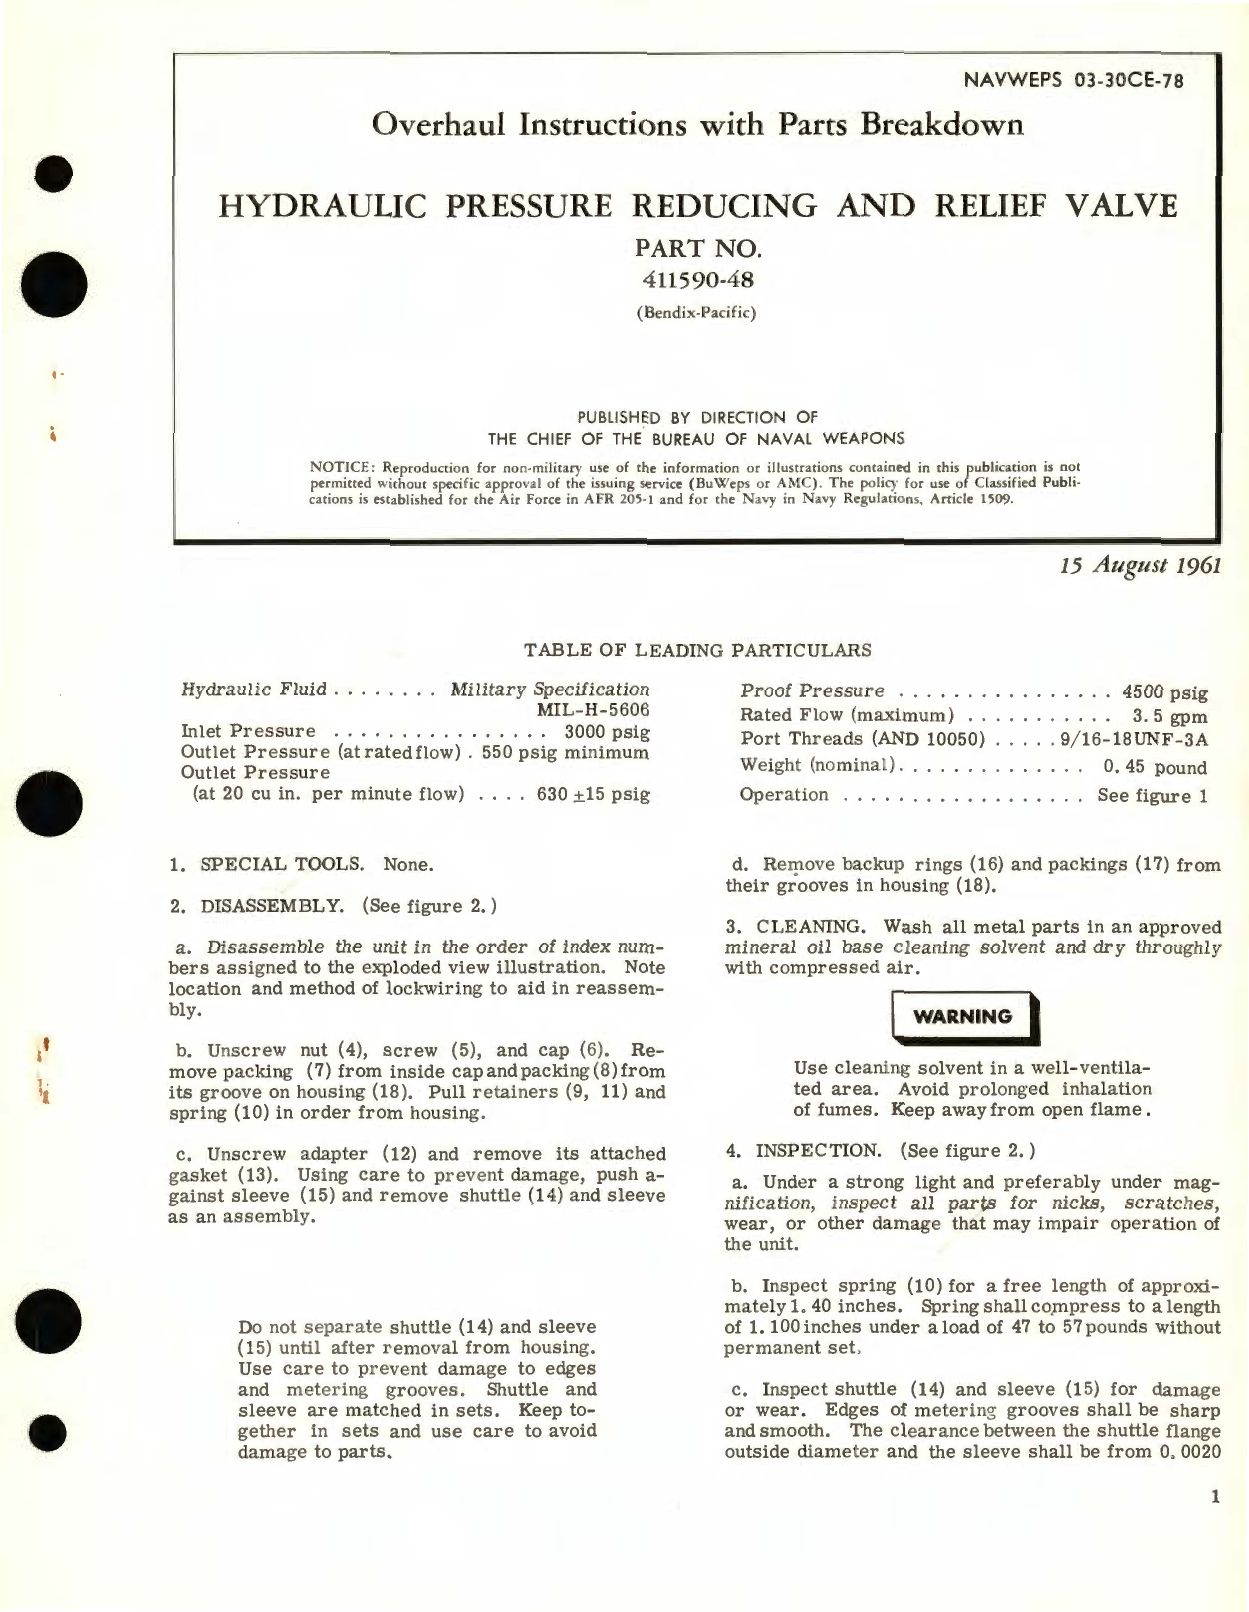 NAVWEPS 03-30CE-78
Overhaul Instructions with Parts Breakdown
HYDRAULIC PRESSURE REDUCING AND RELIEF VALVE
PART NO.
411590-48
(Bendix-Pacific)
PUBLISHED BY DIRECTION OF
THE CHIEF OF THE BUREAU OF NAVAL WEAPONS
NOTICE: Reproduction for non-military use of the information or illustrations contained in this publication is not
permitted without specific approval of the issuing service (BuWeps or AMC). The policy for use of Classified Publi-
cations is established for the Air Force in AFR 205-1 and for the Navy in Navy Regulations, Article 1509.
15 August 1961
TABLE OF LEADING PARTICULARS
Hydraulic Fluid . . . . . . . . Military Specification
MIL-H-5606
Inlet Pressure . . . . . . . . . . . . . . . . 3000 psig
Outlet Pressure (at rated flow) . 550 psig minimum
Outlet Pressure
(at 20 cu in. per minute flow) . . . . 630 ±15 psig
Proof Pressure . . . . . . . . . . . . . . . . 4500 psig
Rated Flow (maximum) . . . . . . . . . . . 3.5 gpm
Port Threads (AND 10050) . . . . . 9/16-18UNF-3A
Weight (nominal). . . . . . . . . . . . . . 0.45 pound
Operation . . . . . . . . . . . . . . . . . . See figure 1
1. SPECIAL TOOLS. None.
2. DISASSEMBLY. (See figure 2.)
a. Disassemble the unit in the order of index num-
bers assigned to the exploded view illustration. Note
location and method of lockwiring to aid in reassem-
bly.
b. Unscrew nut (4), screw (5), and cap (6). Re-
move packing (7) from inside cap and packing (8) from
its groove on housing (18). Pull retainers (9, 11) and
spring (10) in order from housing.
c. Unscrew adapter (12) and remove its attached
gasket (13). Using care to prevent damage, push a-
gainst sleeve (15) and remove shuttle (14) and sleeve
as an assembly.
Do not separate shuttle (14) and sleeve
(15) until after removal from housing.
Use care to prevent damage to edges
and metering grooves. Shuttle and
sleeve are matched in sets. Keep to-
gether in sets and use care to avoid
damage to parts.
d. Remove backup rings (16) and packings (17) from
their grooves in housing (18).
3. CLEANING. Wash all metal parts in an approved
mineral oil base cleaning solvent and dry throughly
with compressed air.
WARNING
Use cleaning solvent in a well-ventila-
ted area. Avoid prolonged inhalation
of fumes. Keep away from open flame.
4. INSPECTION. (See figure 2.)
a. Under a strong light and preferably under mag-
nification, inspect all parts for nicks, scratches,
wear, or other damage that may impair operation of
the unit.
b. Inspect spring (10) for a free length of approxi-
mately 1.40 inches. Spring shall compress to a length
of 1.100 inches under a load of 47 to 57 pounds without
permanent set.
c. Inspect shuttle (14) and sleeve (15) for damage
or wear. Edges of metering grooves shall be sharp
and smooth. The clearance between the shuttle flange
outside diameter and the sleeve shall be from 0.0020
1